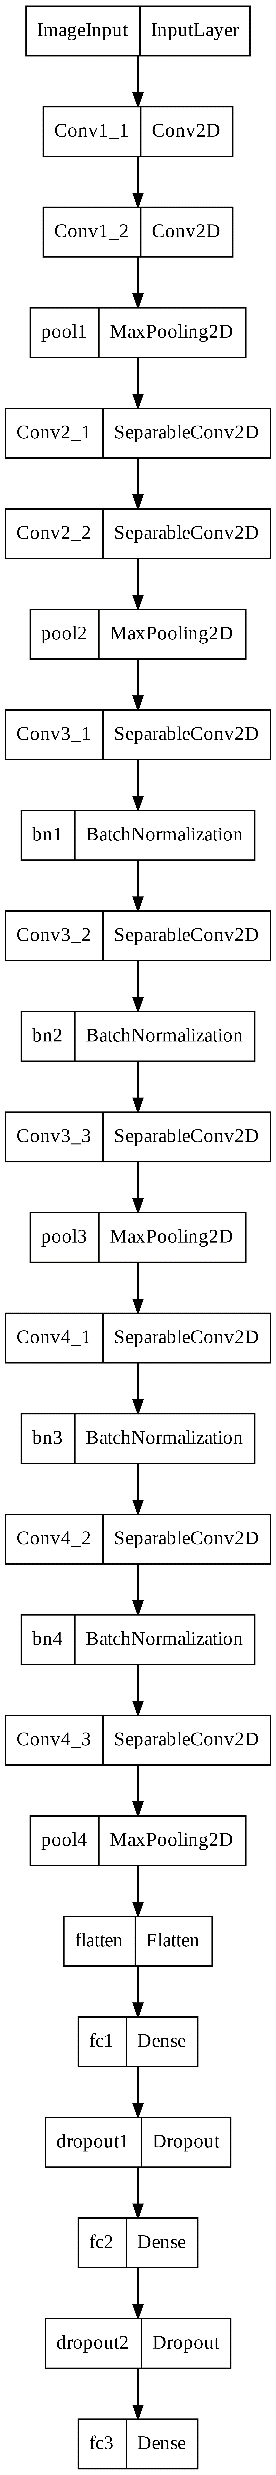 ImageInput InputLayer
Conv1_1 Conv2D
Conv1_2 Conv2D
pool1 MaxPooling2D
Conv2_1 SeparableConv2D
Conv2_2 SeparableConv2D
pool2 MaxPooling2D
Conv3_1 SeparableConv2D
bn1 BatchNormalization
Conv3_2 SeparableConv2D
bn2 BatchNormalization
Conv3_3 SeparableConv2D
pool3 MaxPooling2D
Conv4_1 SeparableConv2D
bn3 BatchNormalization
Conv4_2 SeparableConv2D
bn4 BatchNormalization
Conv4_3 SeparableConv2D
pool4 MaxPooling2D
flatten Flatten
fc1 Dense
dropout1 Dropout
fc2 Dense
dropout2 Dropout
fc3 Dense